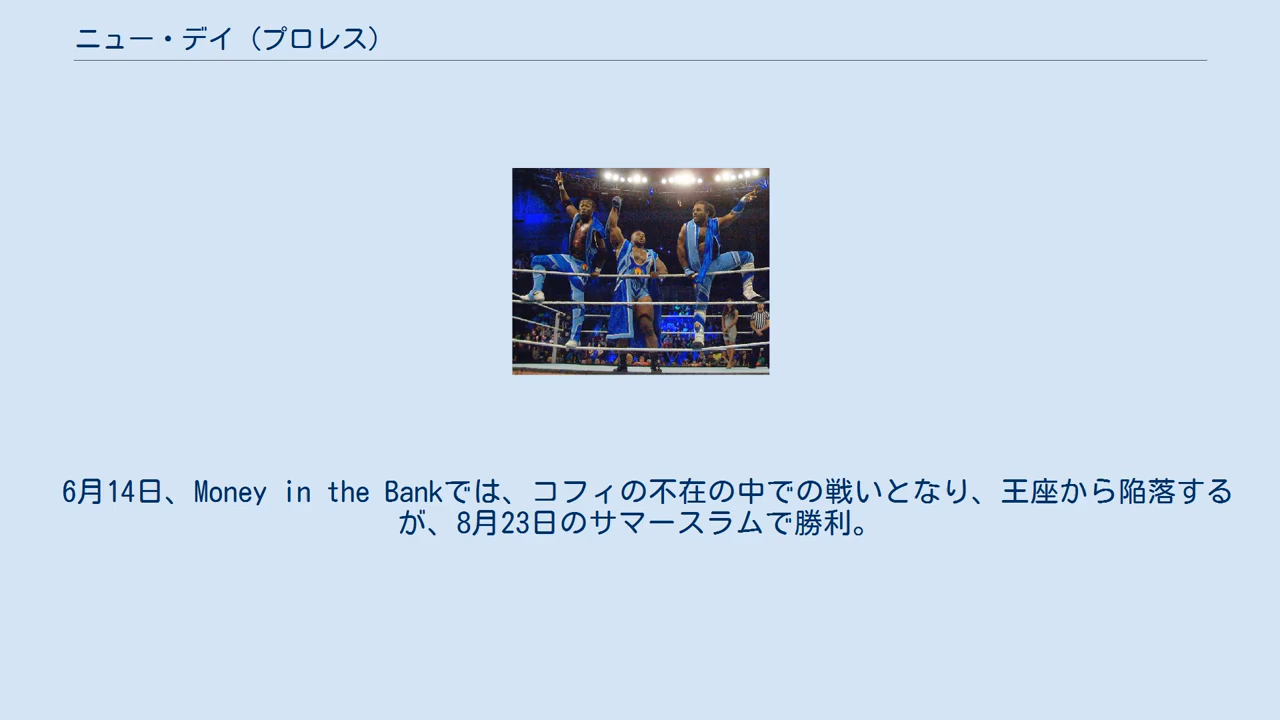 ニュー・デイ（プロレス）
6月14日、Money in the Bankでは、コフィの不在の中での戦いとなり、王座から陥落する
が、8月23日のサマースラムで勝利。